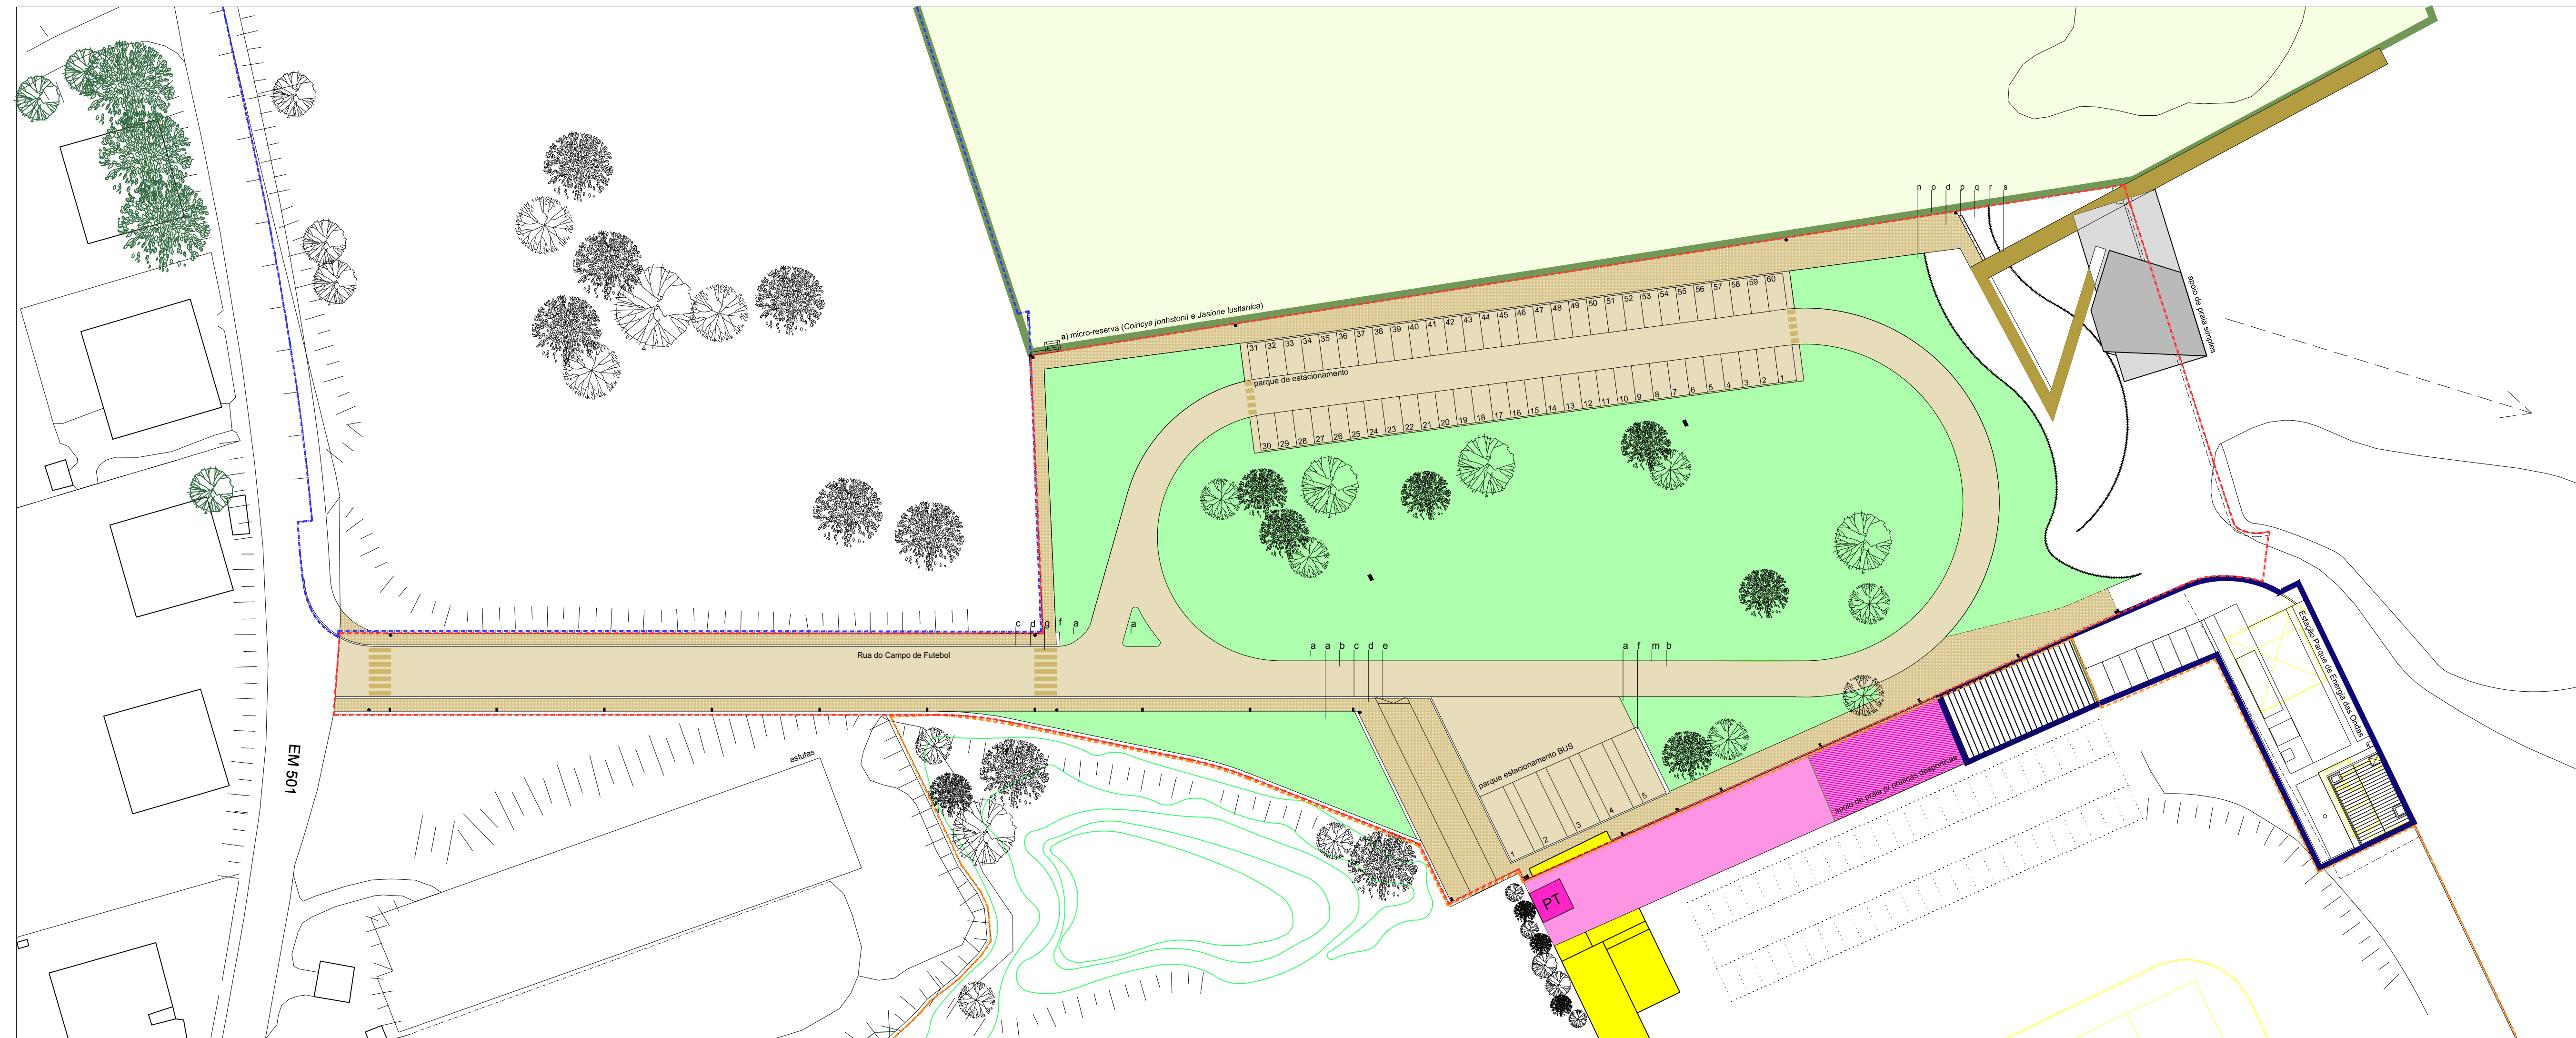 n o d p q r s
apoio de praia simples
a) micro-reserva (Coincya jonhstonii e Jasione lusitanica)
31 32 33 34 35 36 37 38 39 40 41 42 43 44 45 46 47 48 49 50 51 52 53 54 55 56 57 58 59 60
parque de estacionamento
30 29 28 27 26 25 24 23 22 21 20 19 18 17 16 15 14 13 12 11 10 9 8 7 6 5 4 3 2 1
c d g f a
a
a a b c d e
a f m b
Rua do Campo de Futebol
Estação Parque de Energia das Ondas
EM 501
estufas
parque estacionamento BUS
1 2 3 4 5
apoio de praia p/ práticas desportivas
PT